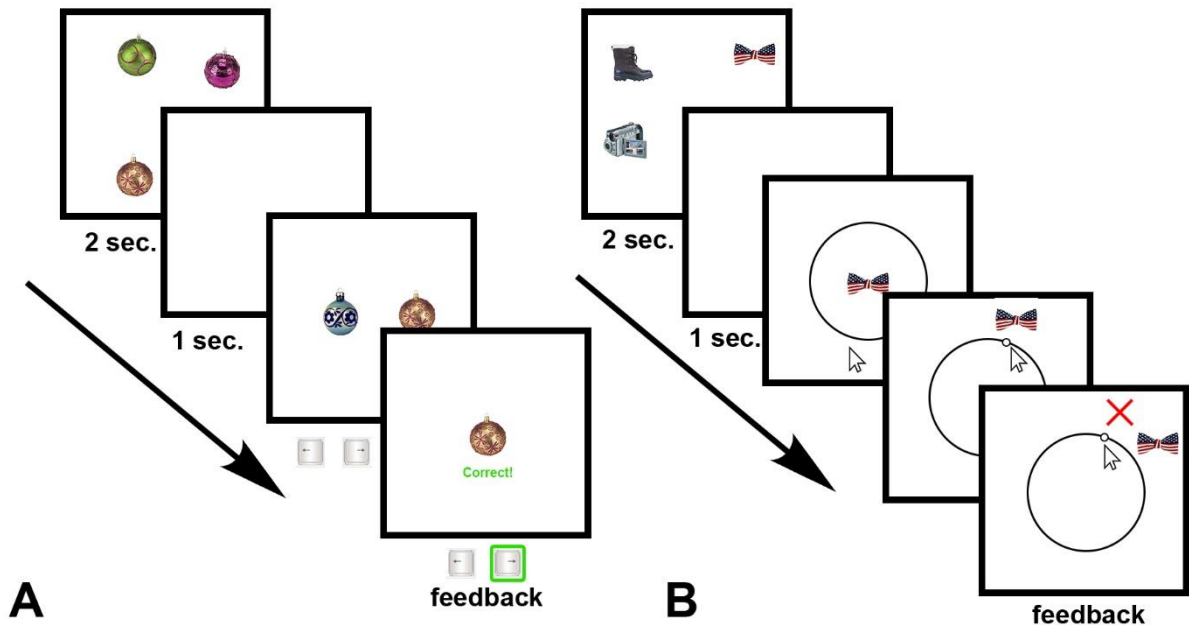 2 sec.
1 sec.
←
→
Correct!
←
→
feedback
A
2 sec.
1 sec.
feedback
B